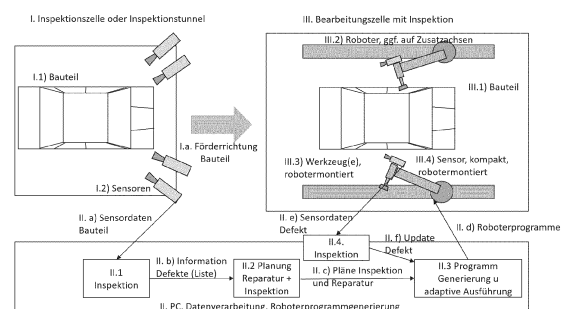 I. Inspektionszelle oder Inspektionstunnel
III. Bearbeitungszelle mit Inspektion
III.2) Roboter, ggf. auf Zusatzachsen
I.1) Bauteil
III.1) Bauteil
I.a. Förderrichtung
Bauteil
III.3) Werkzeug(e),
robotermontiert
III.4) Sensor, kompakt,
robotermontiert
I.2) Sensoren
II. a) Sensordaten
Bauteil
II. e) Sensordaten
Defekt
II. d) Roboterprogramme
II.4.
Inspektion
II. f) Update
Defekt
II.1
Inspektion
II. b) Information
Defekte (Liste)
II.2 Planung
Reparatur +
Inspektion
II. c) Pläne Inspektion
und Reparatur
II.3 Programm
Generierung u
adaptive Ausführung
II. PC, Datenverarbeitung, Roboterprogrammgenerierung